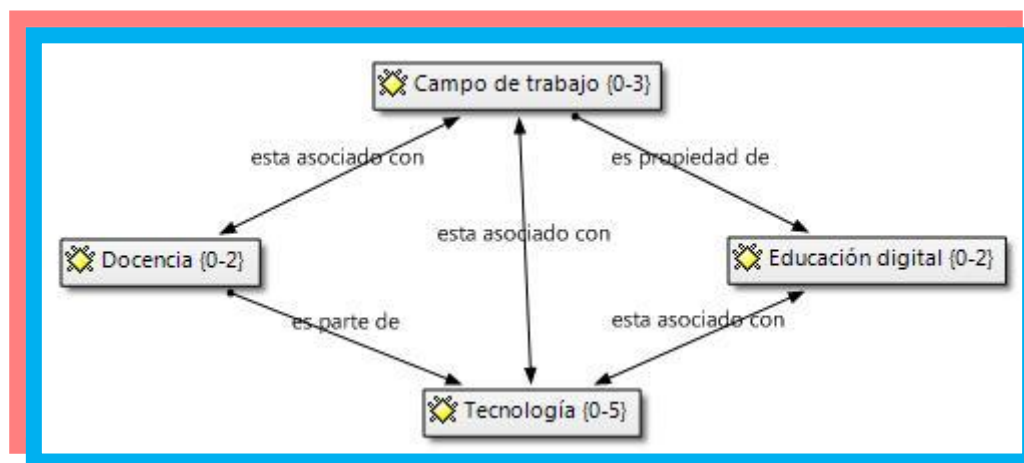 Campo de trabajo {0-3}
esta asociado con
es propiedad de
esta asociado con
Docencia {0-2}
Educación digital {0-2}
es parte de
esta asociado con
Tecnología {0-5}